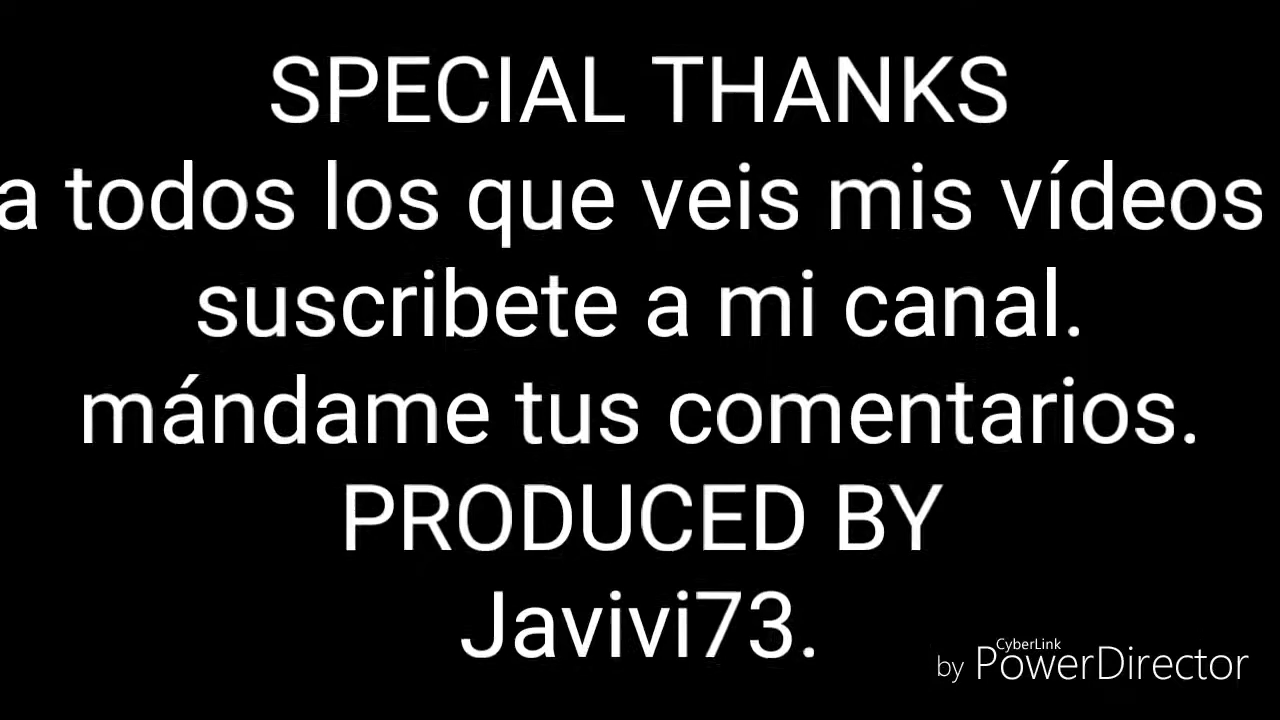 SPECIAL THANKS
a todos los que veis mis vídeos
suscribete a mi canal.
mándame tus comentarios.
PRODUCED BY
Javivi73.
CyberLink
by PowerDirector